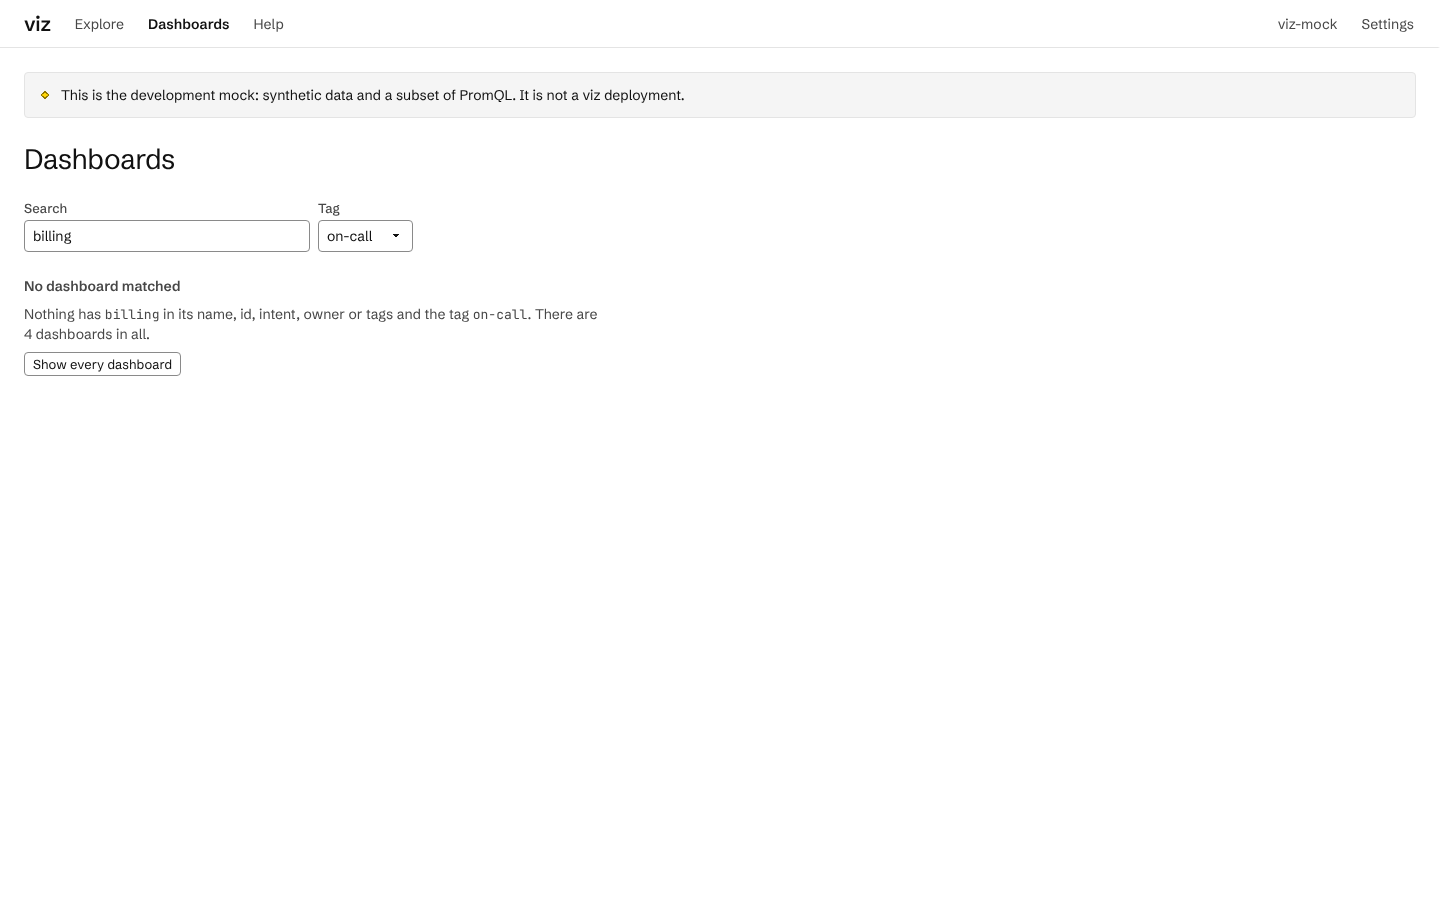 viz Explore Dashboards Help viz-mock Settings
This is the development mock: synthetic data and a subset of PromQL. It is not a viz deployment.
Dashboards
Search Tag
billing on-call
No dashboard matched
Nothing has billing in its name, id, intent, owner or tags and the tag on-call. There are
4 dashboards in all.
Show every dashboard